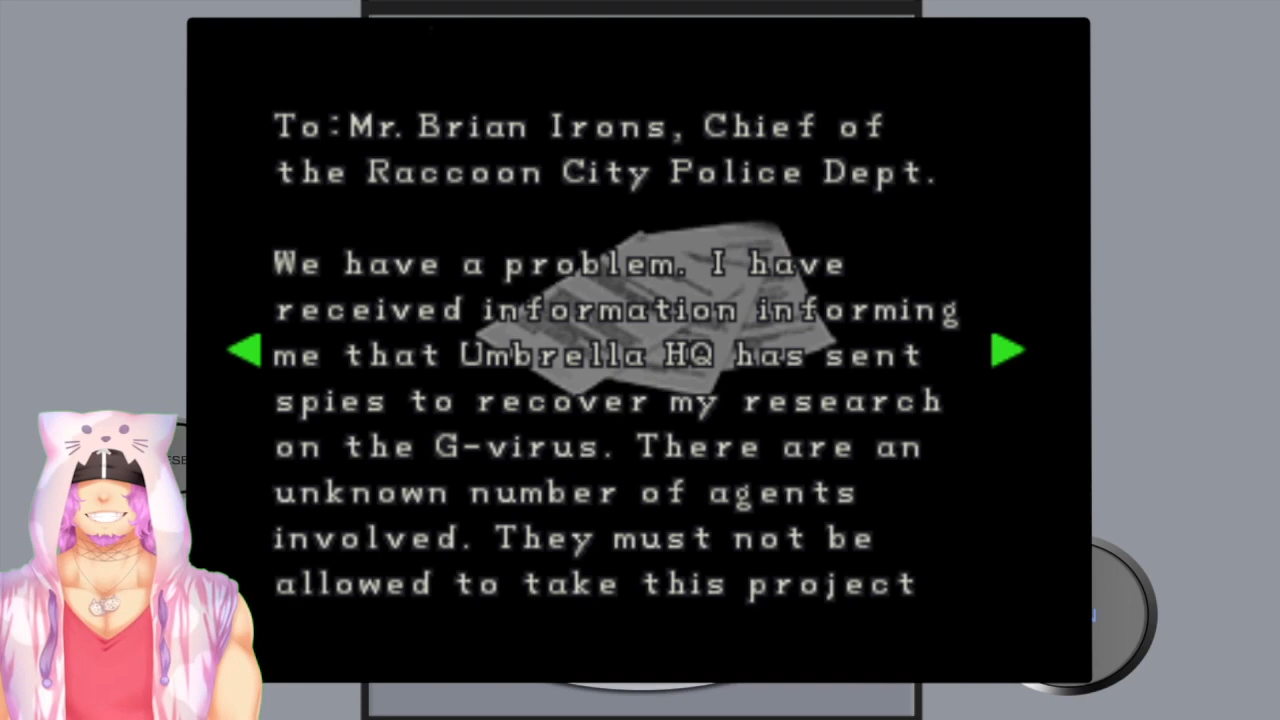 To:Mr. Brian Irons, Chief of
the Raccoon City Police Dept.
We have a problem. I have
received information informing
me that Umbrella HQ has sent
spies to recover my research
on the G-virus. There are an
unknown number of agents
involved. They must not be
allowed to take this project